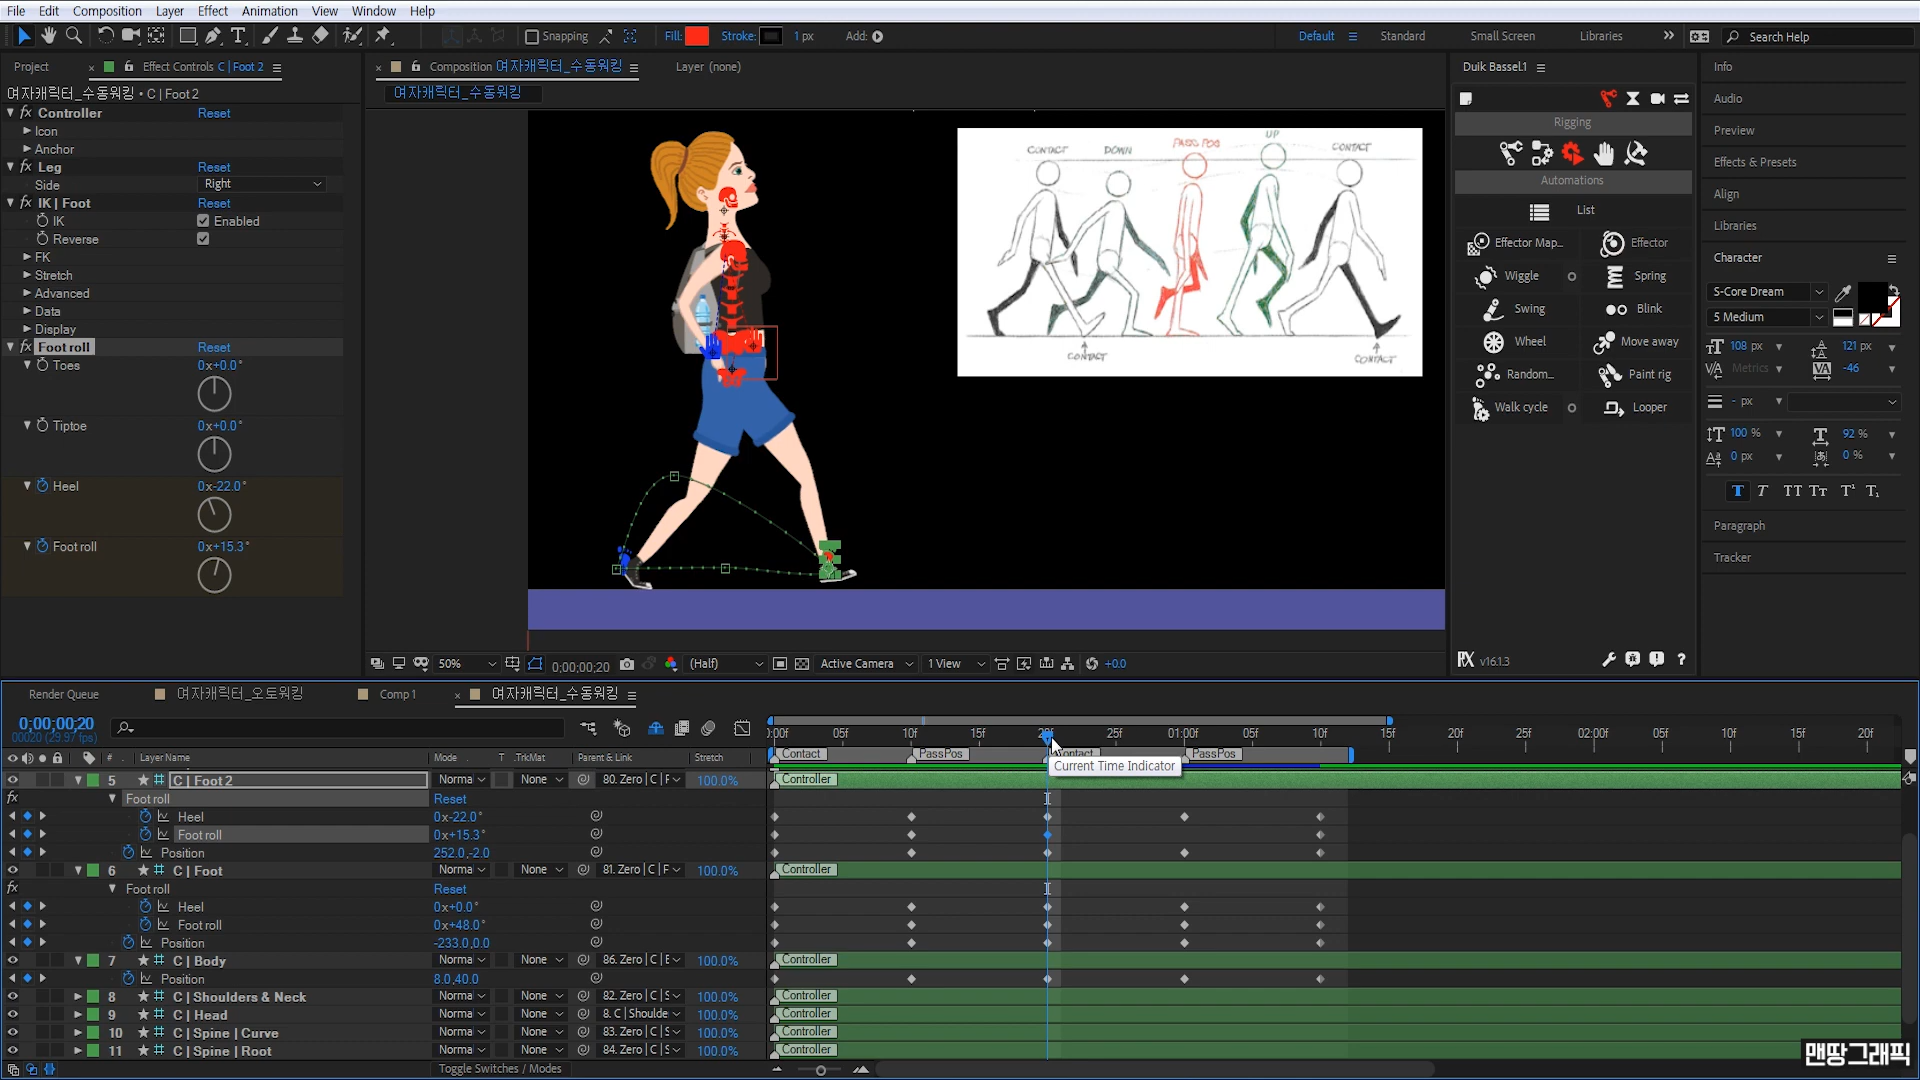 File Edit Composition Layer Effect Animation View Window Help
Snapping Fill: Stroke: 1 px Add: Default Standard Small Screen Libraries Search Help
Project Effect Controls C | Foot 2
여자캐릭터_수동워킹 • C | Foot 2
Controller Reset
Icon
Anchor
Leg Reset
Side Right
IK | Foot Reset
IK Enabled
Reverse
FK
Stretch
Advanced
Data
Display
Foot roll Reset
Toes 0x+0.0°
Tiptoe 0x+0.0°
Heel 0x-22.0°
Foot roll 0x+15.3°
Composition 여자캐릭터_수동워킹 Layer (none)
여자캐릭터_수동워킹
CONTACT DOWN PASS POS UP CONTACT
CONTACT CONTACT
50% 0;00;00;20 (Half) Active Camera 1 View +0.0
Duik Bassel.1
Rigging
Automations
List
Effector Map... Effector
Wiggle Spring
Swing Blink
Wheel Move away
Random... Paint rig
Walk cycle Looper
v16.1.3 ?
Info
Audio
Preview
Effects & Presets
Align
Libraries
Character
S-Core Dream
5 Medium
108 px 121 px
Metrics -46
- px
100 % 92 %
0 px 0 %
T T TT Tт T¹ T₁
Paragraph
Tracker
Render Queue 여자캐릭터_오토워킹 Comp 1 여자캐릭터_수동워킹
0;00;00;20
00020 (29.97 fps)
0f 05f 10f 15f 20f 25f 01:00f 05f 10f 15f 20f 25f 02:00f 05f 10f 15f 20f
# Layer Name Mode T .TrkMat Parent & Link Stretch
Contact PassPos Contact PassPos
Current Time Indicator
5 C | Foot 2 Norma None 80. Zero | C | F 100.0% Controller
Foot roll Reset
Heel 0x-22.0°
Foot roll 0x+15.3°
Position 252.0,-2.0
6 C | Foot Norma None 81. Zero | C | F 100.0% Controller
Foot roll Reset
Heel 0x+0.0°
Foot roll 0x+48.0°
Position -233.0,0.0
7 C | Body Norma None 86. Zero | C | E 100.0% Controller
Position 8.0,40.0
8 C | Shoulders & Neck Norma None 82. Zero | C | S 100.0% Controller
9 C | Head Norma None 8. C | Shoulde 100.0% Controller
10 C | Spine | Curve Norma None 83. Zero | C | S 100.0% Controller
11 C | Spine | Root Norma None 84. Zero | C | S 100.0% Controller
Toggle Switches / Modes
맨땅그래픽